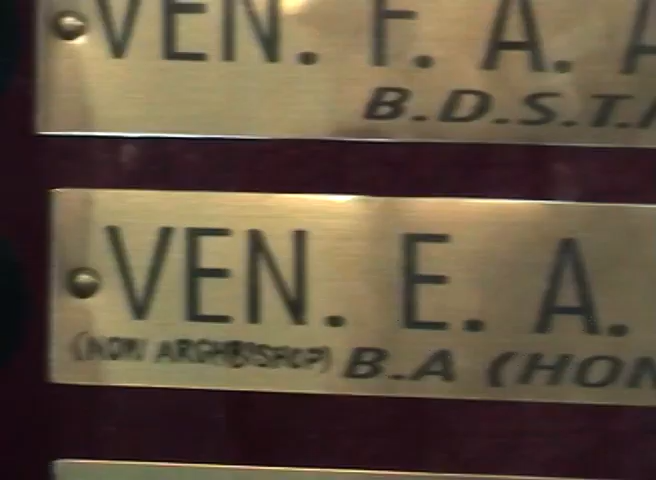 VEN. F. A.
B.D.S.T.
VEN. E. A.
(NOW ARCHBISHOP) B.A (HON